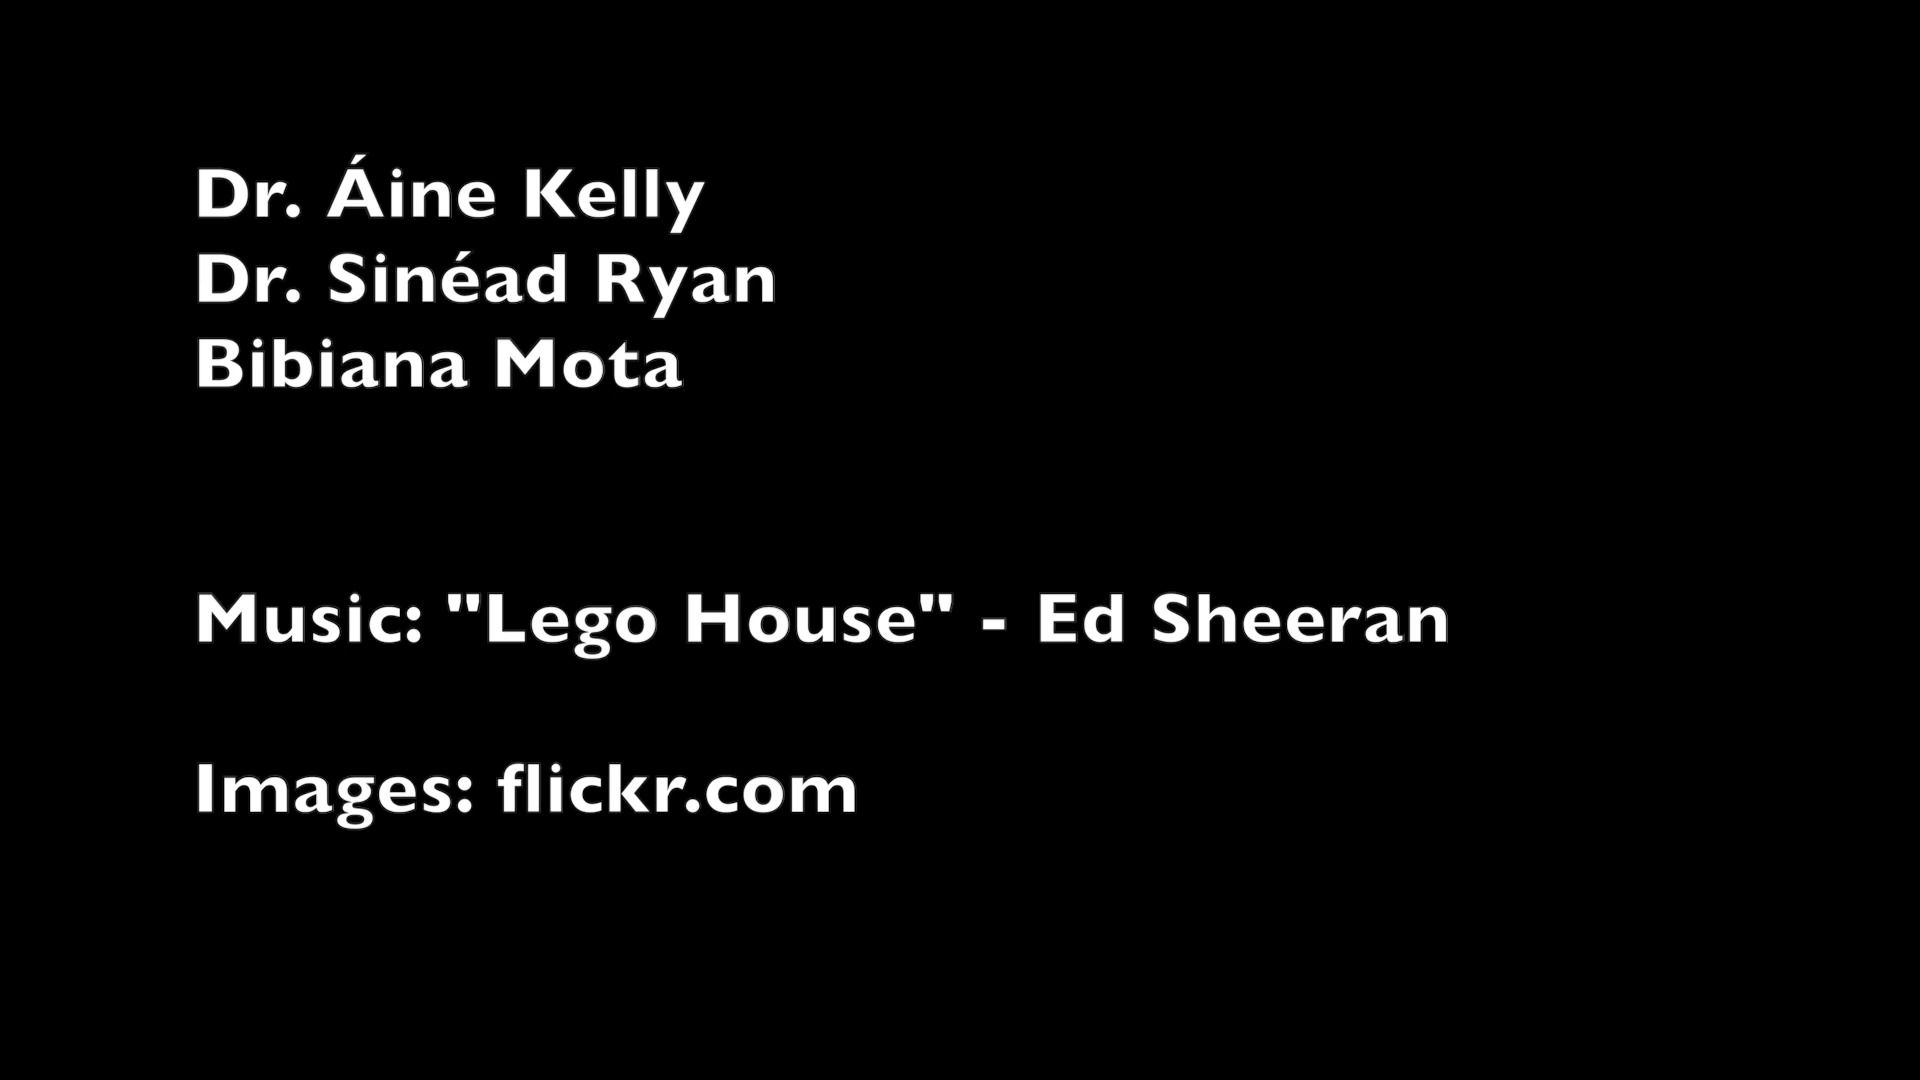 Dr. Áine Kelly
Dr. Sinéad Ryan
Bibiana Mota
Music: "Lego House" - Ed Sheeran
Images: flickr.com